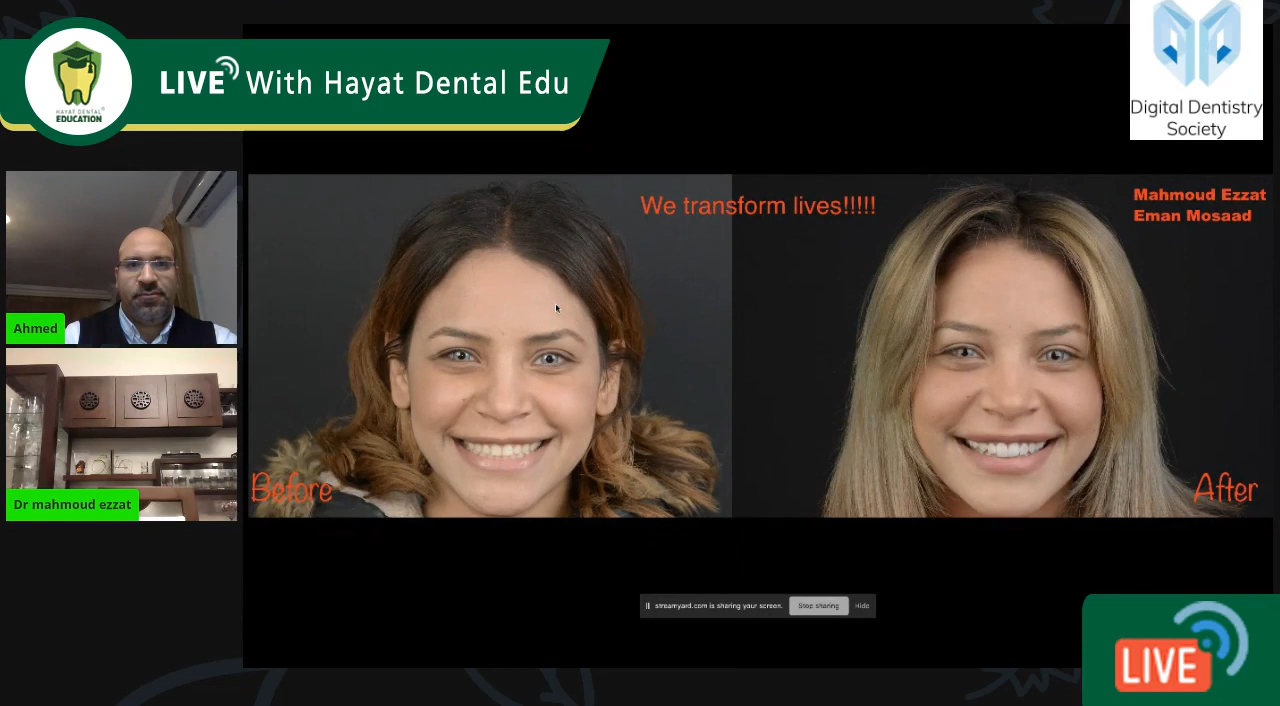 LIVE With Hayat Dental Edu
HAYAT DENTAL®
EDUCATION
Digital Dentistry
Society
We transform lives!!!!!
Mahmoud Ezzat
Eman Mosaad
Ahmed
Dr mahmoud ezzat
Before
After
streamyard.com is sharing your screen.
Stop sharing
Hide
LIVE